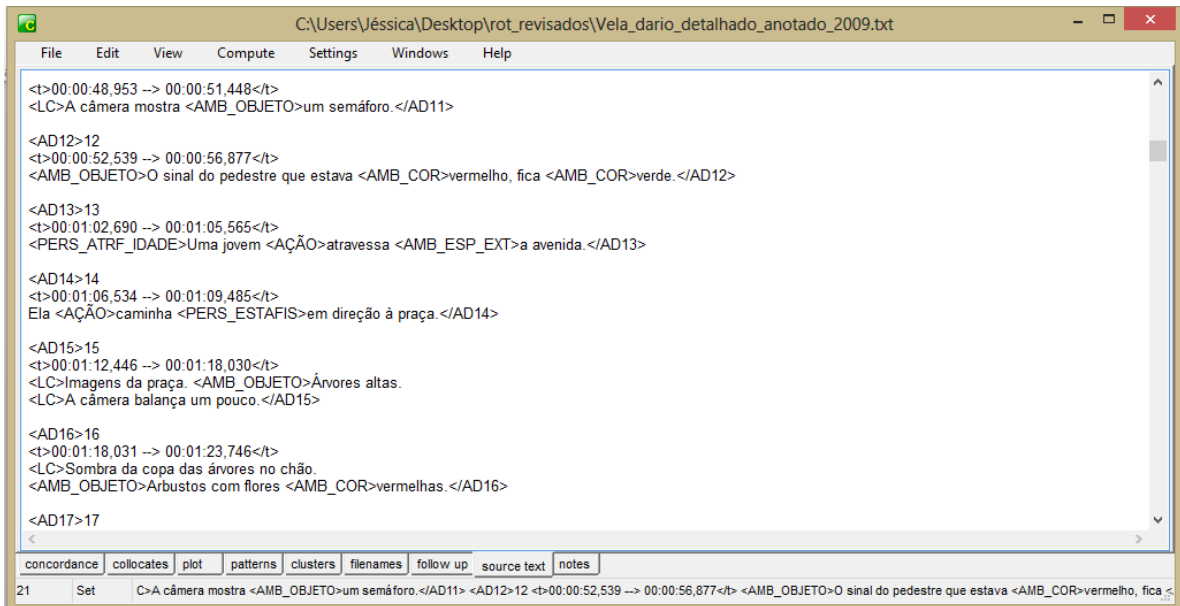 C:\Users\Jéssica\Desktop\rot_revisados\Vela_dario_detalhado_anotado_2009.txt
File Edit View Compute Settings Windows Help
<t>00:00:48,953 --> 00:00:51,448</t>
<LC>A câmera mostra <AMB_OBJETO>um semáforo.</AD11>
<AD12>12
<t>00:00:52,539 --> 00:00:56,877</t>
<AMB_OBJETO>O sinal do pedestre que estava <AMB_COR>vermelho, fica <AMB_COR>verde.</AD12>
<AD13>13
<t>00:01:02,690 --> 00:01:05,565</t>
<PERS_ATRF_IDADE>Uma jovem <AÇÃO>atravessa <AMB_ESP_EXT>a avenida.</AD13>
<AD14>14
<t>00:01:06,534 --> 00:01:09,485</t>
Ela <AÇÃO>caminha <PERS_ESTAFIS>em direção à praça.</AD14>
<AD15>15
<t>00:01:12,446 --> 00:01:18,030</t>
<LC>Imagens da praça. <AMB_OBJETO>Árvores altas.
<LC>A câmera balança um pouco.</AD15>
<AD16>16
<t>00:01:18,031 --> 00:01:23,746</t>
<LC>Sombra da copa das árvores no chão.
<AMB_OBJETO>Arbustos com flores <AMB_COR>vermelhas.</AD16>
<AD17>17
concordance collocates plot patterns clusters filenames follow up source text notes
21 Set C>A câmera mostra <AMB_OBJETO>um semáforo.</AD11> <AD12>12 <t>00:00:52,539 --> 00:00:56,877</t> <AMB_OBJETO>O sinal do pedestre que estava <AMB_COR>vermelho, fica <